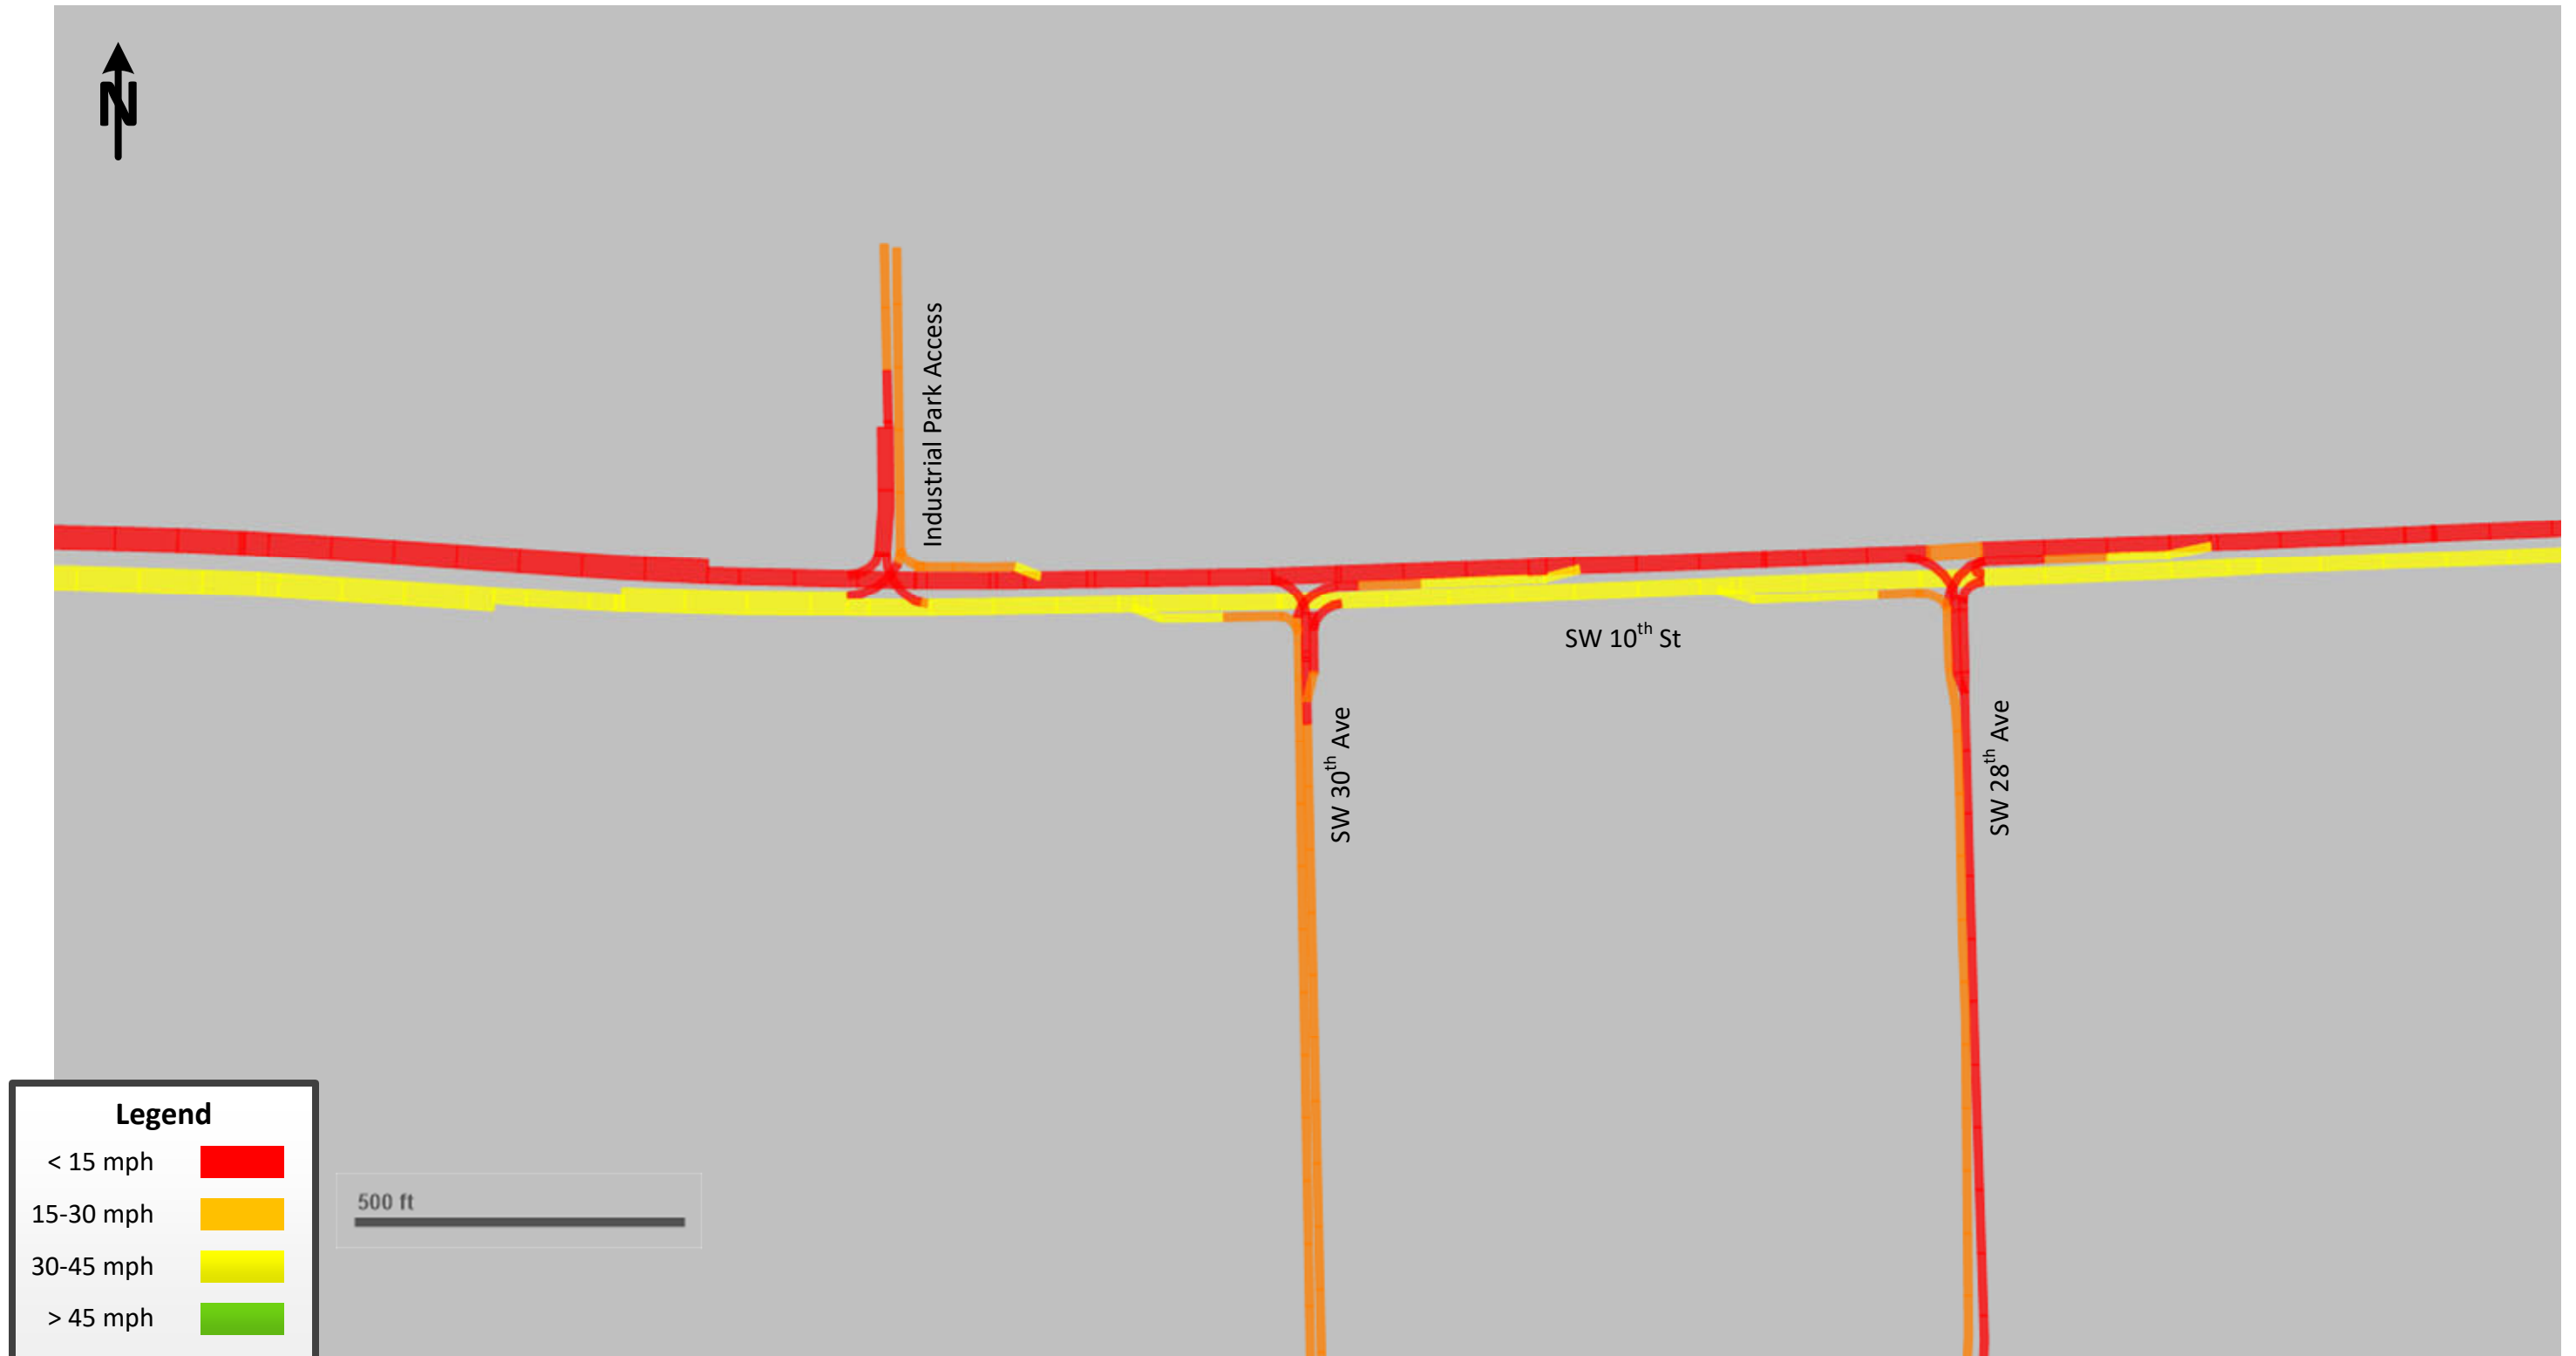 N
Industrial Park Access
SW 10th St
SW 30th Ave
SW 28th Ave
Legend
< 15 mph
15-30 mph
30-45 mph
> 45 mph
500 ft